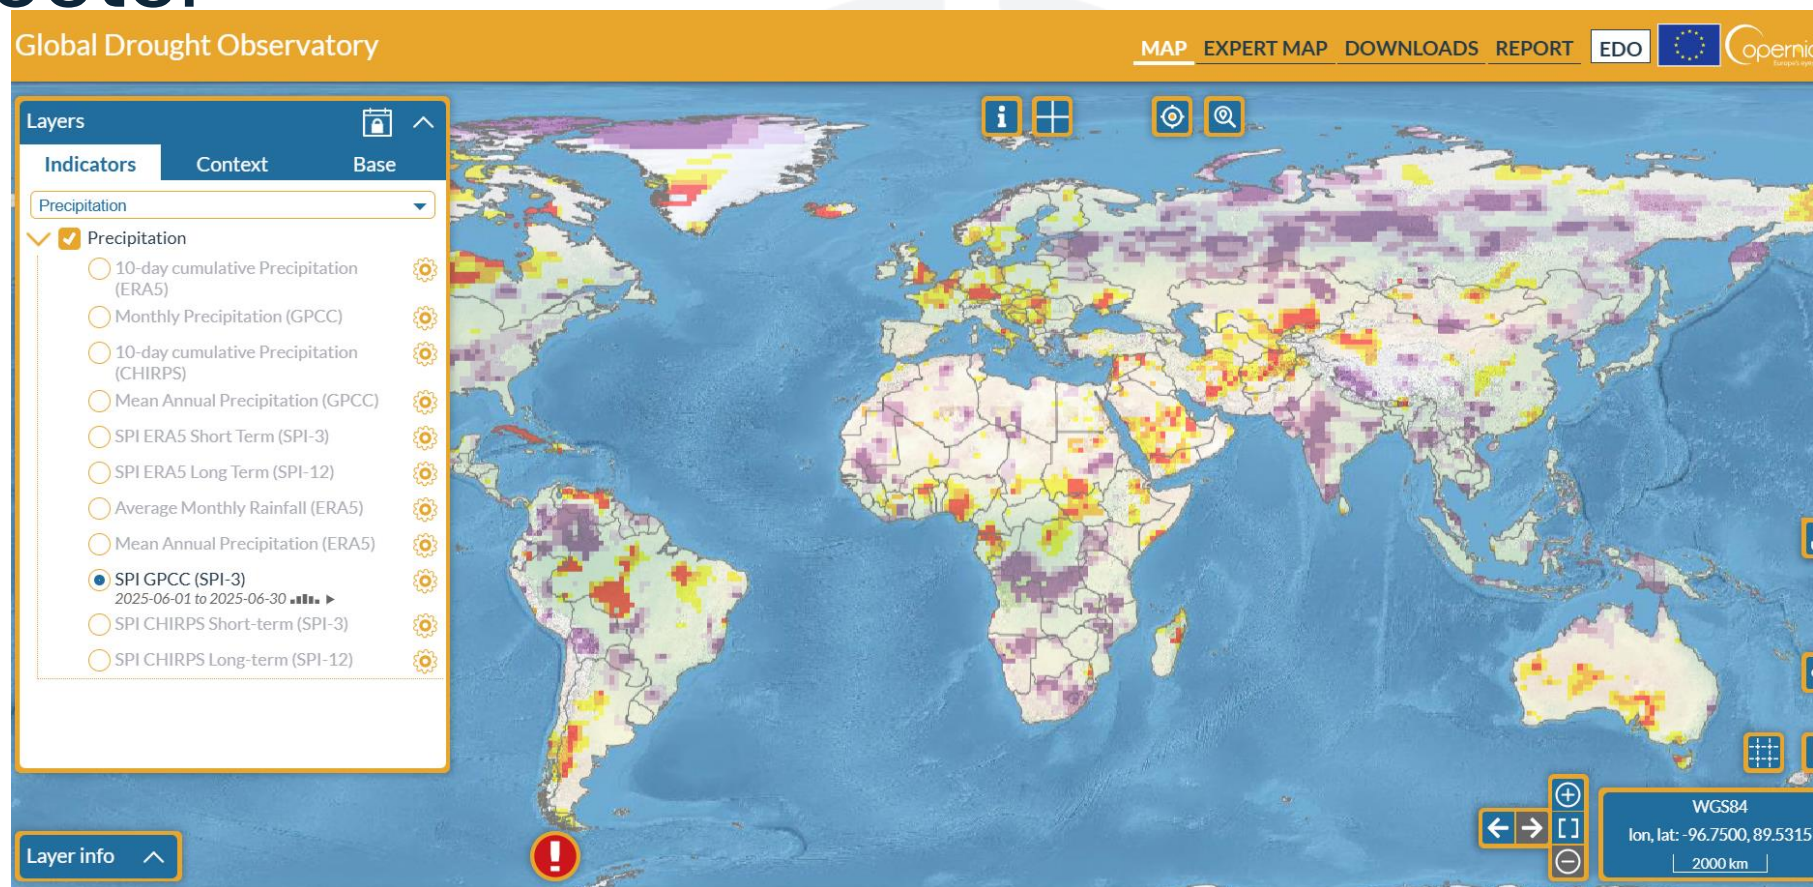 Global Drought Observatory
MAP EXPERT MAP DOWNLOADS REPORT EDO
Layers
Indicators Context Base
Precipitation
Precipitation
10-day cumulative Precipitation
(ERA5)
Monthly Precipitation (GPCC)
10-day cumulative Precipitation
(CHIRPS)
Mean Annual Precipitation (GPCC)
SPI ERA5 Short Term (SPI-3)
SPI ERA5 Long Term (SPI-12)
Average Monthly Rainfall (ERA5)
Mean Annual Precipitation (ERA5)
SPI GPCC (SPI-3)
2025-06-01 to 2025-06-30
SPI CHIRPS Short-term (SPI-3)
SPI CHIRPS Long-term (SPI-12)
Layer info
WGS84
lon, lat: -96.7500, 89.5315
2000 km